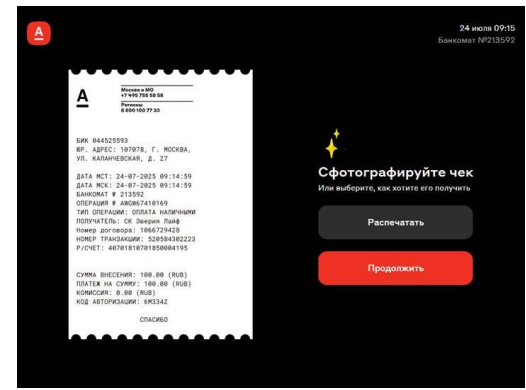 А
24 июля 09:15
Банкомат №213592
А
Москва и МО
+7 495 755 58 58
Регионы
8 800 100 77 33
БИК 044525593
ЮР. АДРЕС: 107078, Г. МОСКВА,
УЛ. КАЛАНЧЕВСКАЯ, Д. 27
ДАТА МСТ: 24-07-2025 09:14:59
ДАТА МСК: 24-07-2025 09:14:59
БАНКОМАТ # 213592
ОПЕРАЦИЯ # AWGW67410169
ТИП ОПЕРАЦИИ: ОПЛАТА НАЛИЧНЫМИ
ПОЛУЧАТЕЛЬ: СК Эверия Лайф
Номер договора: 1066729428
НОМЕР ТРАНЗАКЦИИ: 520584302223
Р/СЧЕТ: 40701810701850004195
СУММА ВНЕСЕНИЯ: 100.00 (RUB)
ПЛАТЕЖ НА СУММУ: 100.00 (RUB)
КОМИССИЯ: 0.00 (RUB)
КОД АВТОРИЗАЦИИ: 6M334Z
СПАСИБО
Сфотографируйте чек
Или выберите, как хотите его получить
Распечатать
Продолжить